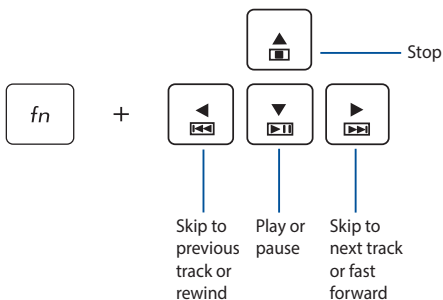 Stop
fn
+
Skip to
previous
track or
rewind
Play or
pause
Skip to
next track
or fast
forward